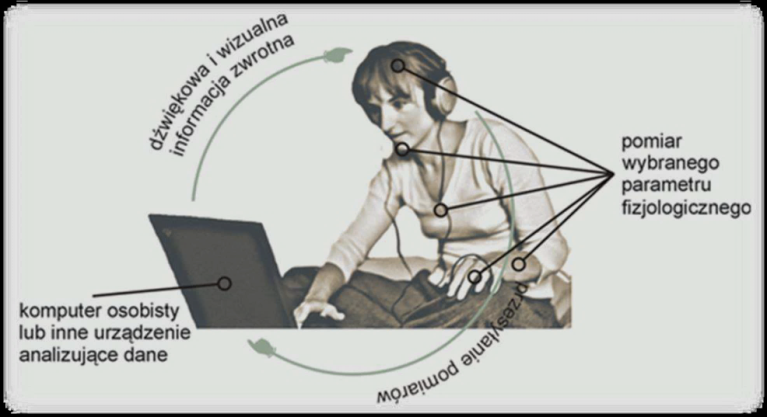 dźwiękowa i wizualna
informacja zwrotna
pomiar
wybranego
parametru
fizjologicznego
komputer osobisty
lub inne urządzenie
analizujące dane
przesyłanie pomiarów